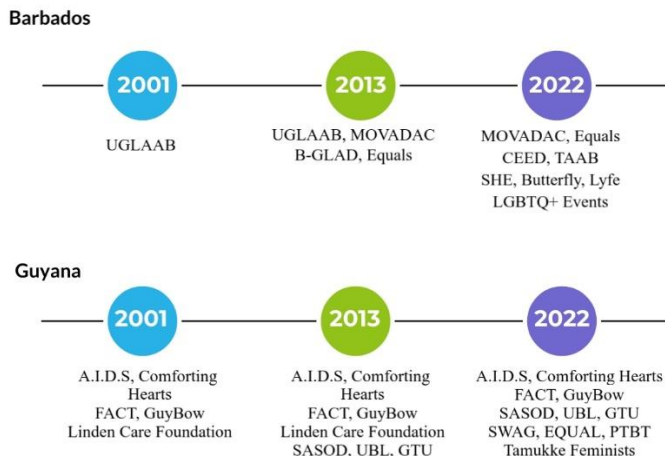 Barbados
2001
2013
2022
UGLAAB
UGLAAB, MOVADAC
B-GLAD, Equals
MOVADAC, Equals
CEED, TAAB
SHE, Butterfly, Lyfe
LGBTQ+ Events
Guyana
2001
2013
2022
A.I.D.S, Comforting
Hearts
FACT, GuyBow
Linden Care Foundation
A.I.D.S, Comforting
Hearts
FACT, GuyBow
Linden Care Foundation
SASOD, UBL, GTU
A.I.D.S, Comforting Hearts
FACT, GuyBow
SASOD, UBL, GTU
SWAG, EQUAL, PTBT
Tamukke Feminists